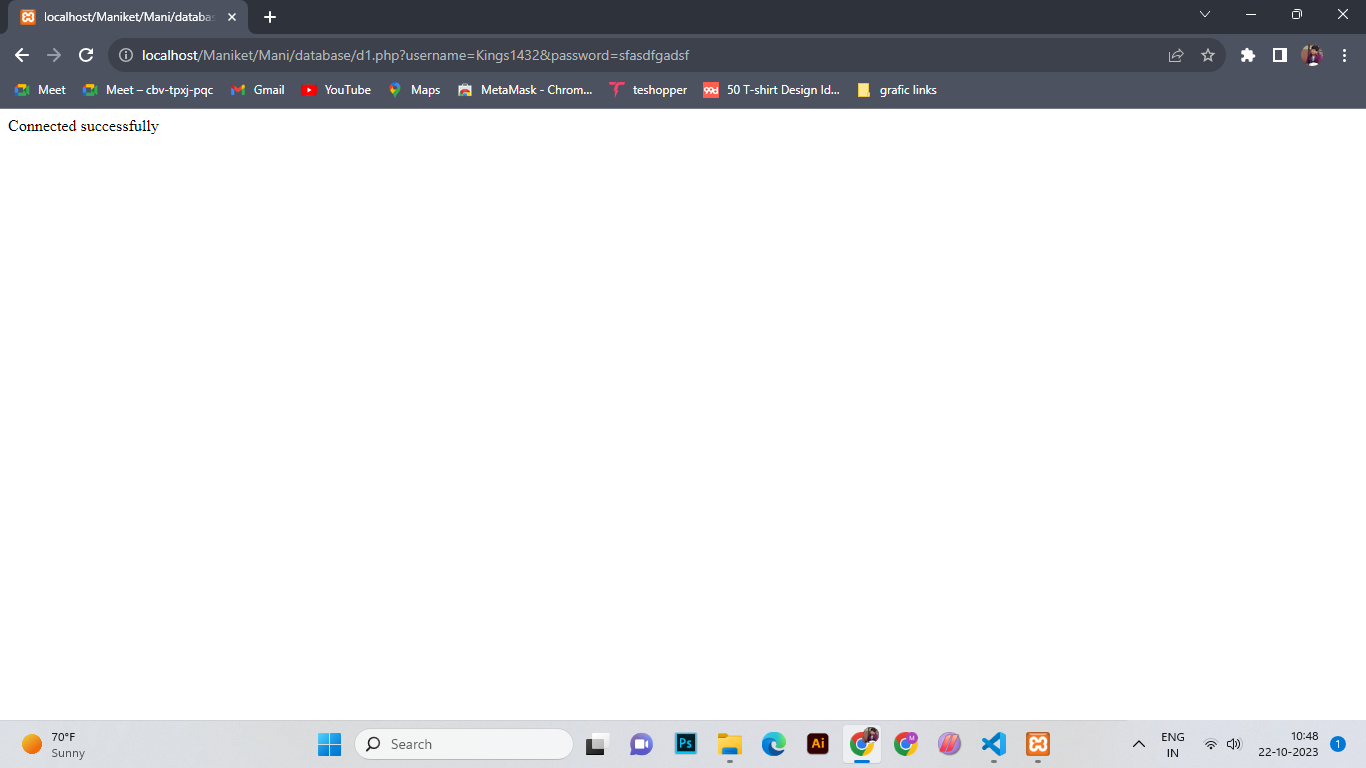 localhost/Maniket/Mani/databas
localhost/Maniket/Mani/database/d1.php?username=Kings1432&password=sfasdfgadsf
Meet
Meet – cbv-tpxj-pqc
Gmail
YouTube
Maps
MetaMask - Chrom...
teshopper
99d
50 T-shirt Design Id...
grafic links
Connected successfully
70°F
Sunny
Search
Ps
Ai
M
ENG
IN
10:48
22-10-2023
1